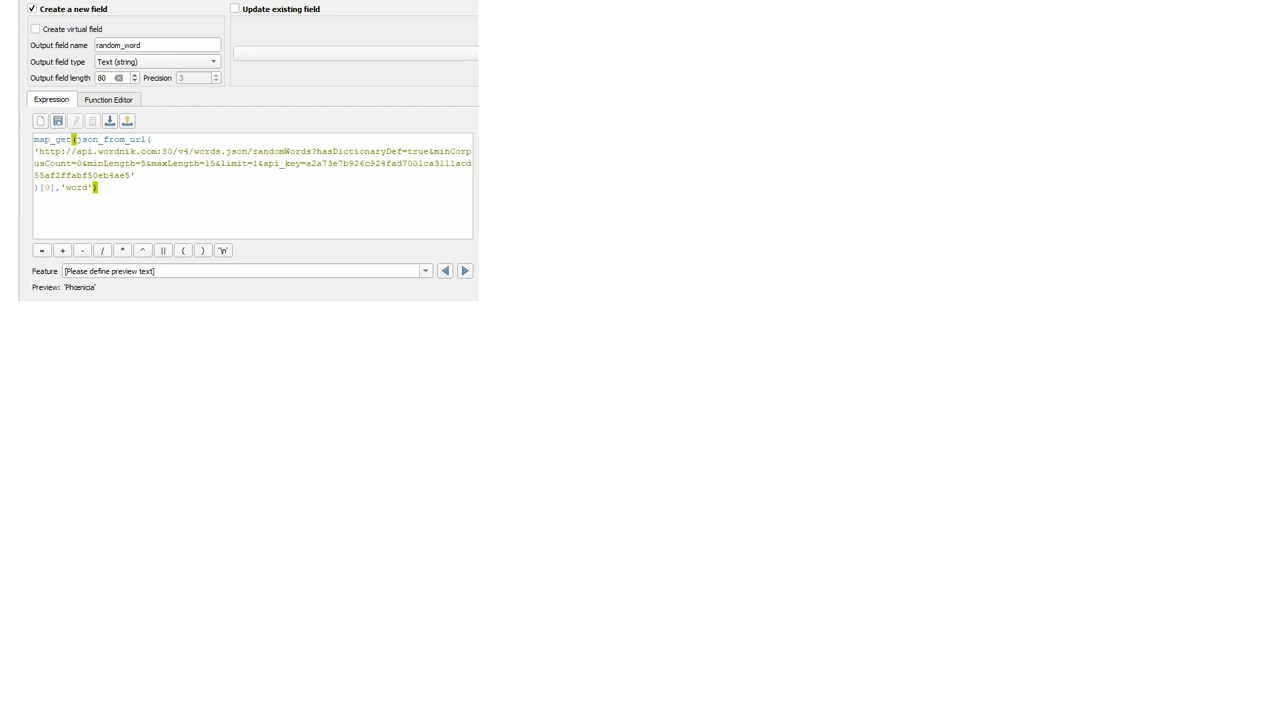 Create a new field
Update existing field
Create virtual field
Output field name random_word
Output field type Text (string)
Output field length 80 Precision 3
Expression Function Editor
map_get(json_from_url(
'http://api.wordnik.com:80/v4/words.json/randomWords?hasDictionaryDef=true&minCorp
usCount=0&minLength=5&maxLength=15&limit=1&api_key=a2a73e7b926c924fad7001ca3111acd
55af2ffabf50eb4ae5'
)[0],'word')
= + - / * ^ || ( ) '\n'
Feature [Please define preview text]
Preview: 'Phœnicia'